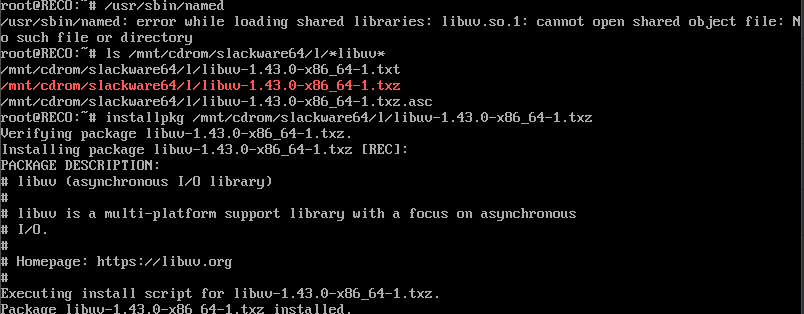 root@RECO:~# /usr/sbin/named
/usr/sbin/named: error while loading shared libraries: libuv.so.1: cannot open shared object file: N
o such file or directory
root@RECO:~# ls /mnt/cdrom/slackware64/l/*libuv*
/mnt/cdrom/slackware64/l/libuv-1.43.0-x86_64-1.txt
/mnt/cdrom/slackware64/l/libuv-1.43.0-x86_64-1.txz
/mnt/cdrom/slackware64/l/libuv-1.43.0-x86_64-1.txz.asc
root@RECO:~# installpkg /mnt/cdrom/slackware64/l/libuv-1.43.0-x86_64-1.txz
Verifying package libuv-1.43.0-x86_64-1.txz.
Installing package libuv-1.43.0-x86_64-1.txz [REC]:
PACKAGE DESCRIPTION:
# libuv (asynchronous I/O library)
#
# libuv is a multi-platform support library with a focus on asynchronous
# I/O.
#
# Homepage: https://libuv.org
#
Executing install script for libuv-1.43.0-x86_64-1.txz.
Package libuv-1.43.0-x86_64-1.txz installed.